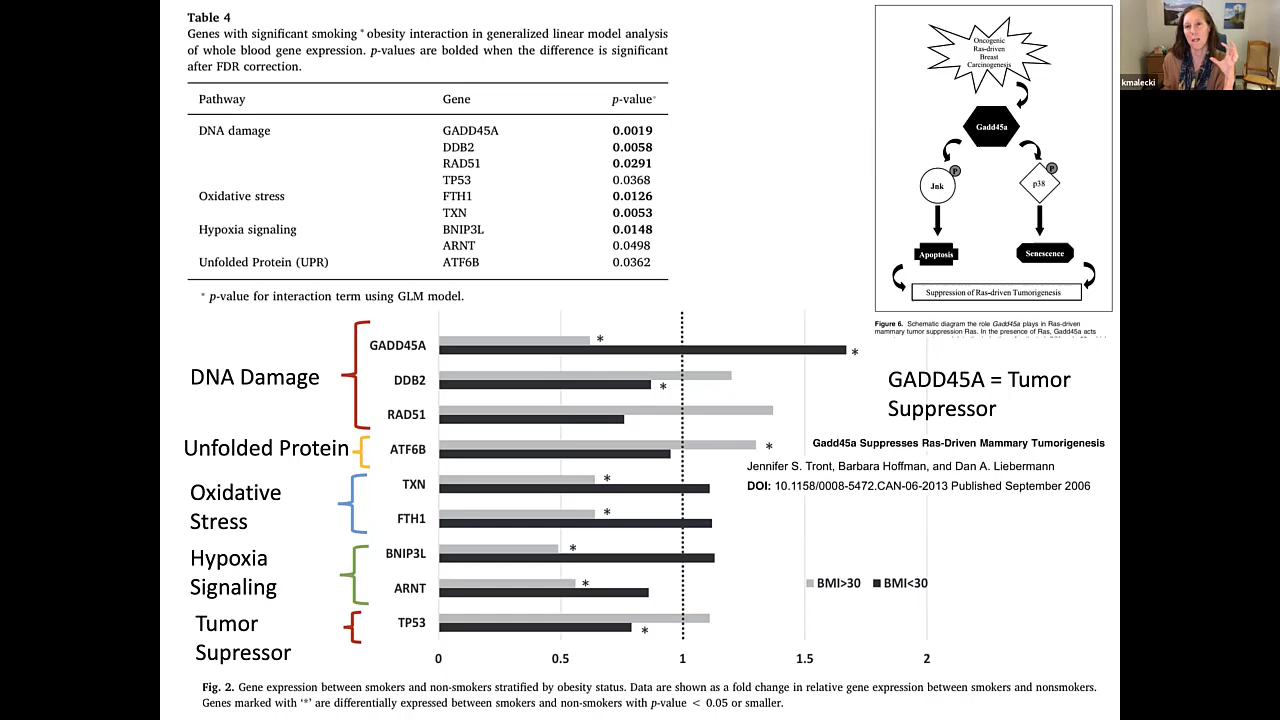 Table 4
Genes with significant smoking * obesity interaction in generalized linear model analysis
of whole blood gene expression. p-values are bolded when the difference is significant
after FDR correction.
Pathway Gene p-value*
DNA damage GADD45A 0.0019
DDB2 0.0058
RAD51 0.0291
TP53 0.0368
Oxidative stress FTH1 0.0126
TXN 0.0053
Hypoxia signaling BNIP3L 0.0148
ARNT 0.0498
Unfolded Protein (UPR) ATF6B 0.0362
* p-value for interaction term using GLM model.
Oncogenic
Ras-driven
Breast
Carcinogenesis
Gadd45a
P
P
Jnk
p38
Apoptosis
Senescence
Suppression of Ras-driven Tumorigenesis
Figure 6. Schematic diagram the role Gadd45a plays in Ras-driven
mammary tumor suppression Ras. In the presence of Ras, Gadd45a acts
kmalecki
DNA Damage
Unfolded Protein
Oxidative
Stress
Hypoxia
Signaling
Tumor
Supressor
GADD45A
*
*
DDB2
*
RAD51
ATF6B
*
TXN
*
FTH1
*
BNIP3L
*
ARNT
*
TP53
*
0 0.5 1 1.5 2
BMI>30 BMI<30
GADD45A = Tumor
Suppressor
Gadd45a Suppresses Ras-Driven Mammary Tumorigenesis
Jennifer S. Tront, Barbara Hoffman, and Dan A. Liebermann
DOI: 10.1158/0008-5472.CAN-06-2013 Published September 2006
Fig. 2. Gene expression between smokers and non-smokers stratified by obesity status. Data are shown as a fold change in relative gene expression between smokers and nonsmokers.
Genes marked with ‘*’ are differentially expressed between smokers and non-smokers with p-value < 0.05 or smaller.